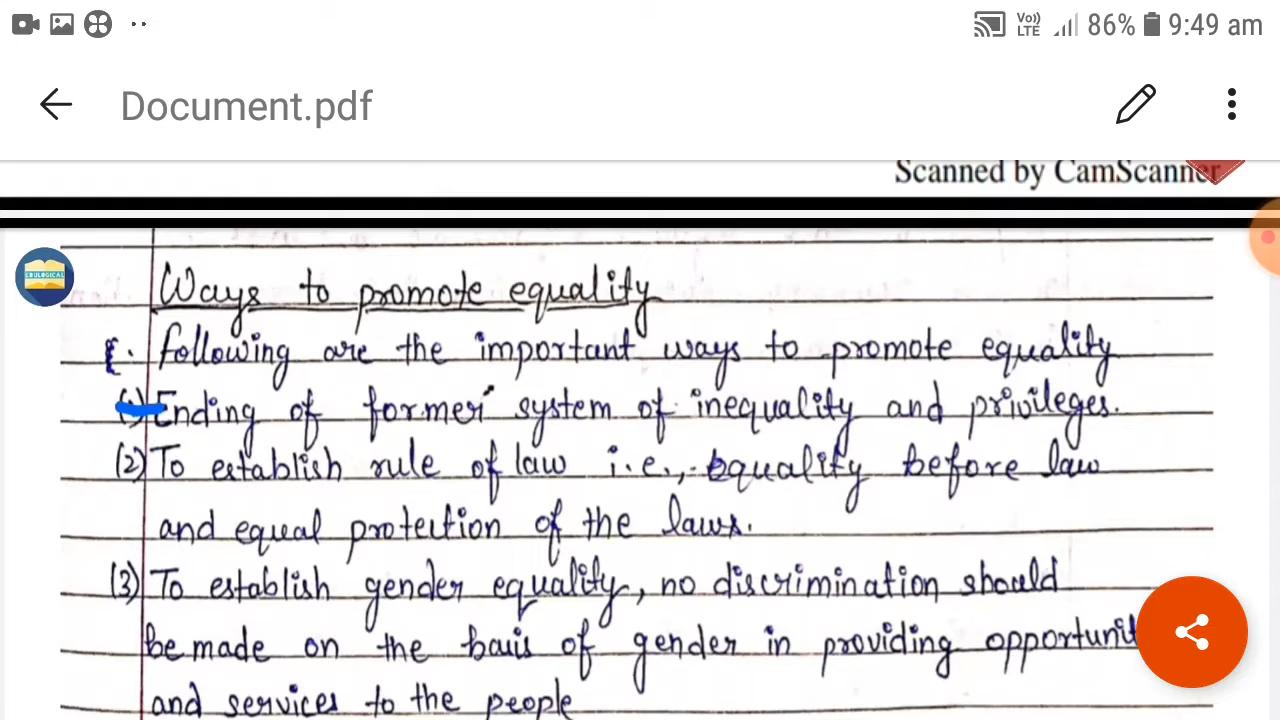 Vo)) LTE 86% 9:49 am
Document.pdf
Scanned by CamScanner
EDULOGICAL
Ways to promote equality
following are the important ways to promote equality
(1) Ending of former system of inequality and privileges.
(2) To establish rule of law i.e., equality before law
and equal protection of the laws.
(3) To establish gender equality, no discrimination should
be made on the basis of gender in providing opportunit
and services to the people